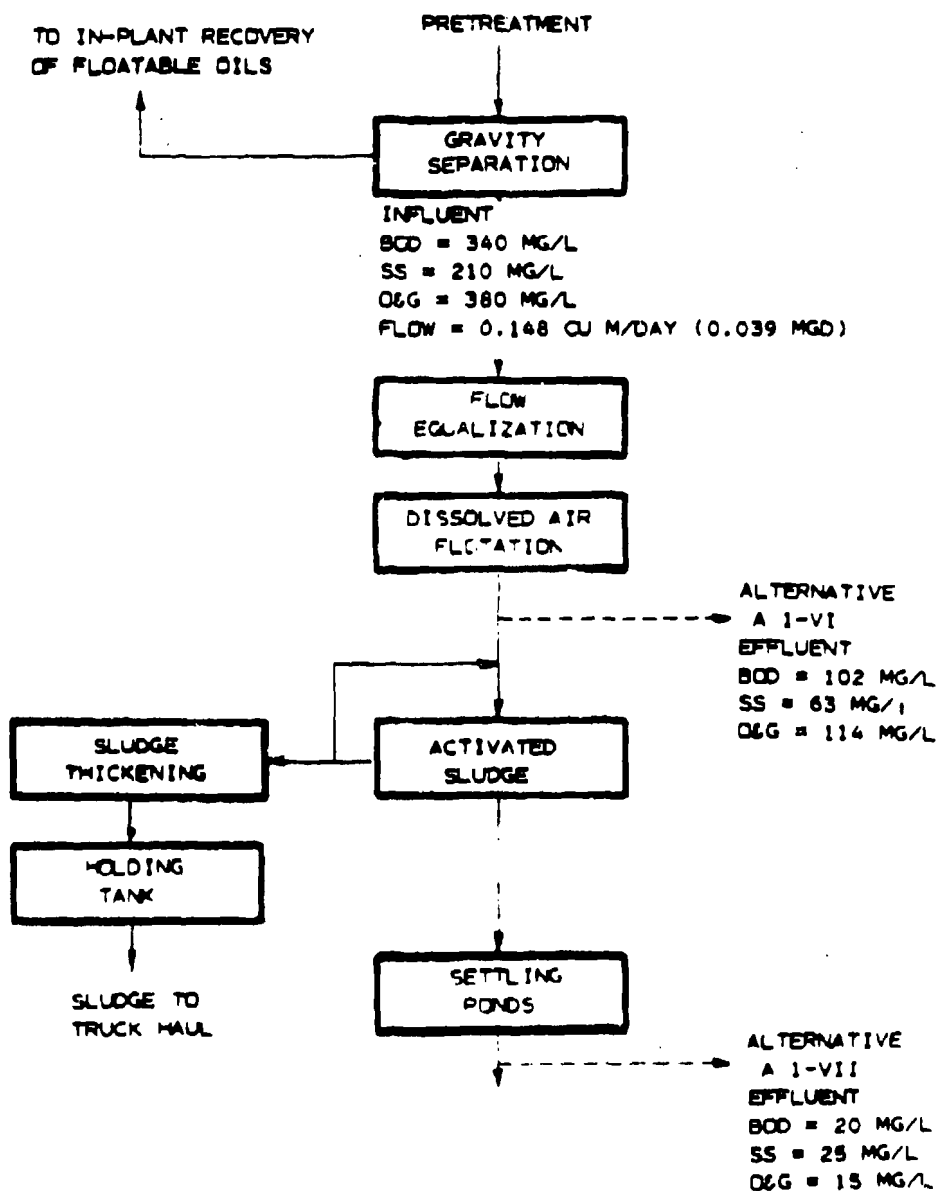 PRETREATMENT
TO IN-PLANT RECOVERY
OF FLOATABLE OILS
GRAVITY
SEPARATION
INFLUENT
BOD = 340 MG/L
SS = 210 MG/L
O&G = 380 MG/L
FLOW = 0.148 CU M/DAY (0.039 MGD)
FLOW
EQUALIZATION
DISSOLVED AIR
FLOTATION
ALTERNATIVE
A 1-VI
EFFLUENT
BOD = 102 MG/L
SS = 63 MG/
O&G = 114 MG/L
SLUDGE
THICKENING
ACTIVATED
SLUDGE
HOLDING
TANK
SETTLING
PONDS
SLUDGE TO
TRUCK HAUL
ALTERNATIVE
A 1-VII
EFFLUENT
BOD = 20 MG/L
SS = 25 MG/L
O&G = 15 MG/L